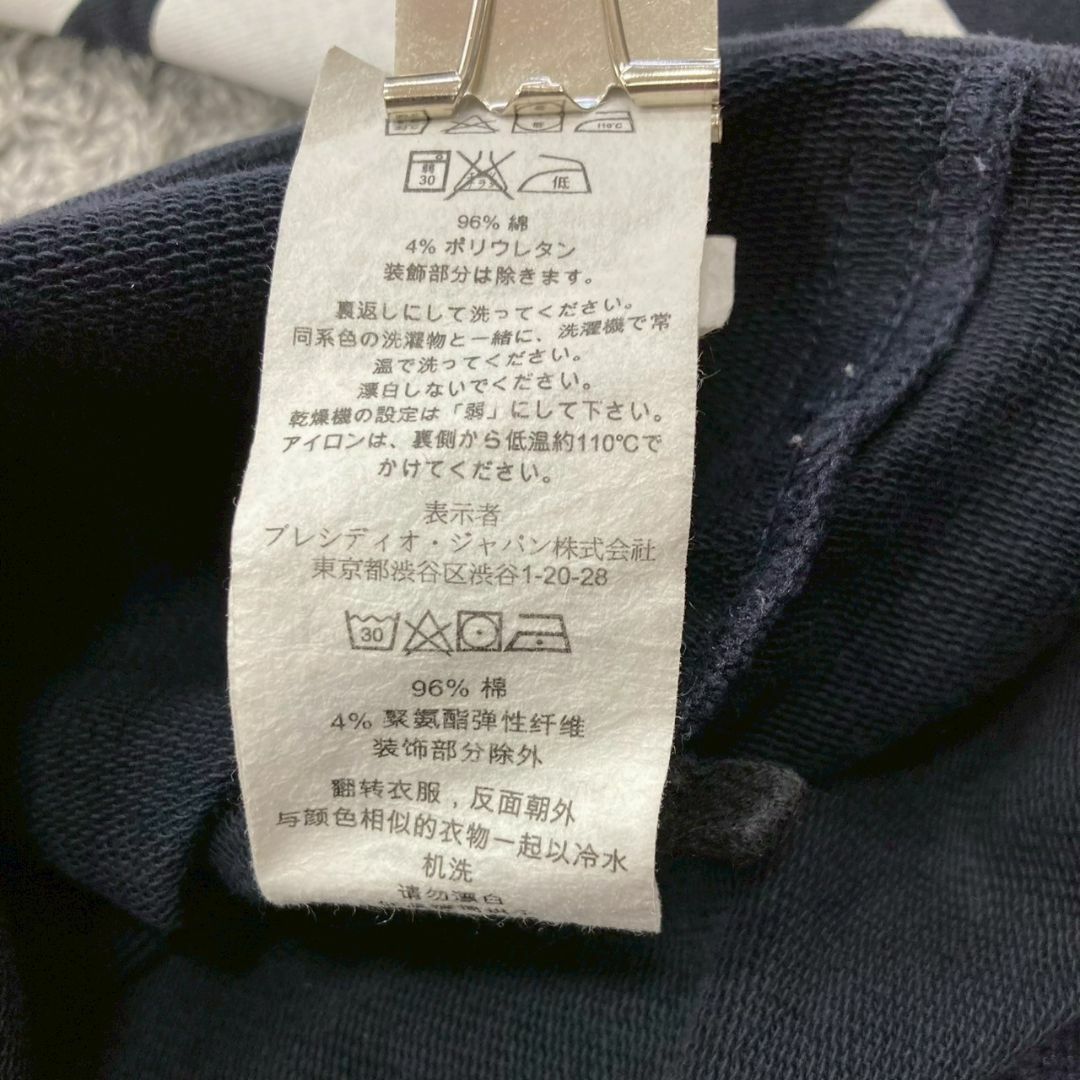 110°C
弱
30
低
96% 綿
4% ポリウレタン
装飾部分は除きます。
裏返しにして洗ってください。
同系色の洗濯物と一緒に、洗濯機で常
温で洗ってください。
漂白しないでください。
乾燥機の設定は「弱」にして下さい。
アイロンは、裏側から低温約110℃で
かけてください。
表示者
プレシディオ・ジャパン株式会社
東京都渋谷区渋谷1-20-28
30
96% 棉
4% 聚氨酯弹性纤维
装饰部分除外
翻转衣服，反面朝外
与颜色相似的衣物一起以冷水
机洗
请勿漂白